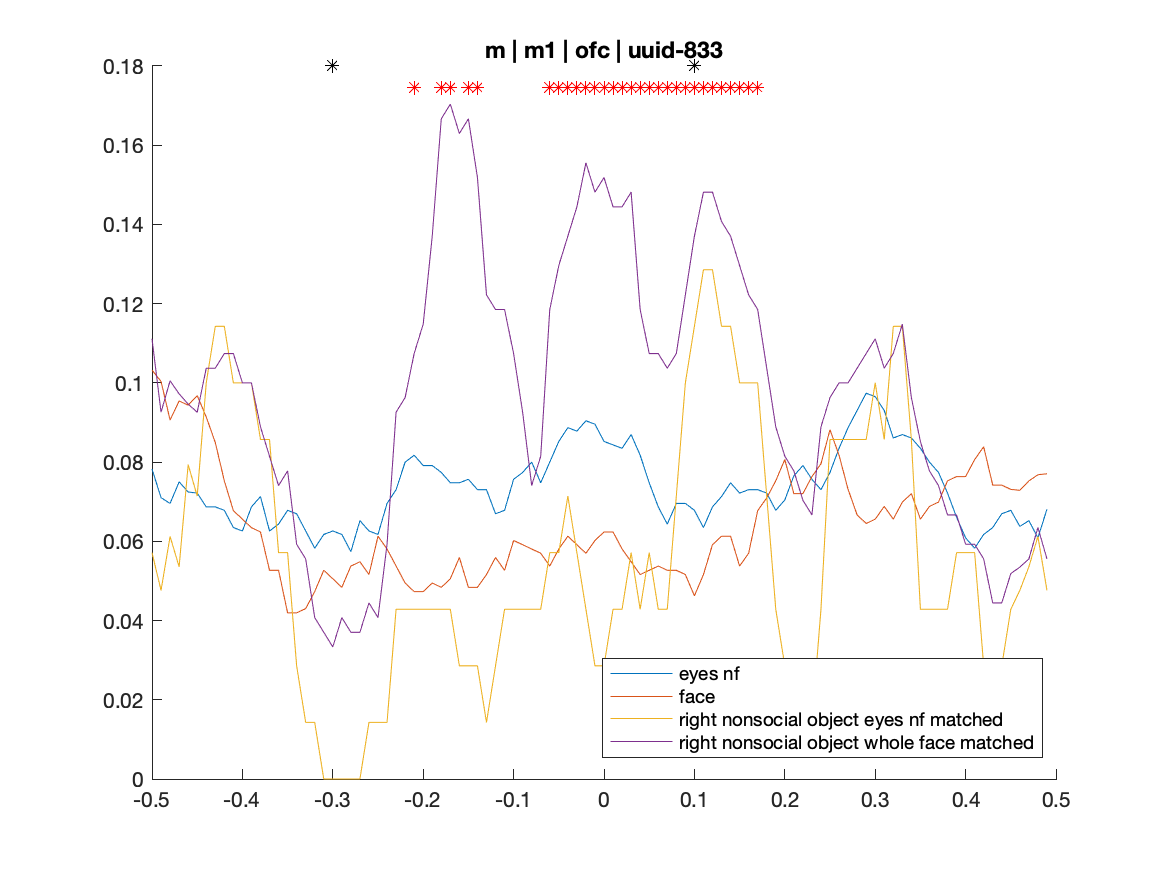 m | m1 | ofc | uuid-833
0.18
0.16
0.14
0.12
0.1
0.08
0.06
0.04
0.02
0
-0.5 -0.4 -0.3 -0.2 -0.1 0 0.1 0.2 0.3 0.4 0.5
eyes nf
face
right nonsocial object eyes nf matched
right nonsocial object whole face matched